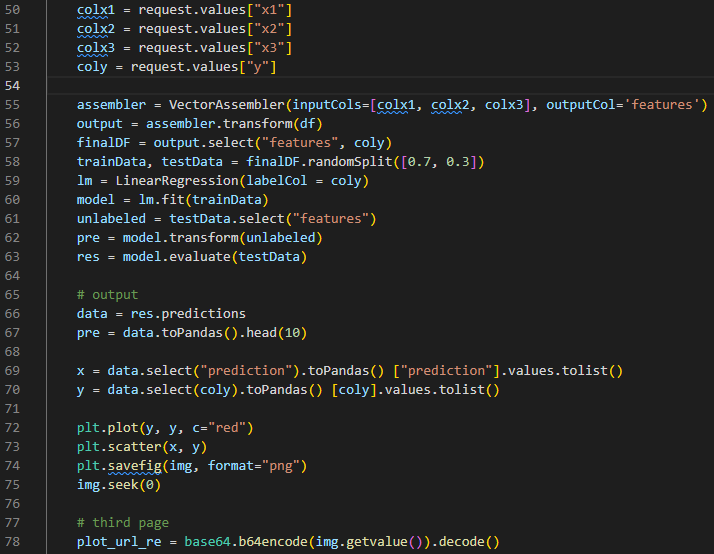 50 colx1 = request.values["x1"]
51 colx2 = request.values["x2"]
52 colx3 = request.values["x3"]
53 coly = request.values["y"]
54
55 assembler = VectorAssembler(inputCols=[colx1, colx2, colx3], outputCol='features')
56 output = assembler.transform(df)
57 finalDF = output.select("features", coly)
58 trainData, testData = finalDF.randomSplit([0.7, 0.3])
59 lm = LinearRegression(labelCol = coly)
60 model = lm.fit(trainData)
61 unlabeled = testData.select("features")
62 pre = model.transform(unlabeled)
63 res = model.evaluate(testData)
64
65 # output
66 data = res.predictions
67 pre = data.toPandas().head(10)
68
69 x = data.select("prediction").toPandas() ["prediction"].values.tolist()
70 y = data.select(coly).toPandas() [coly].values.tolist()
71
72 plt.plot(y, y, c="red")
73 plt.scatter(x, y)
74 plt.savefig(img, format="png")
75 img.seek(0)
76
77 # third page
78 plot_url_re = base64.b64encode(img.getvalue()).decode()